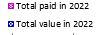 Total paid in 2022
Total value in 2022